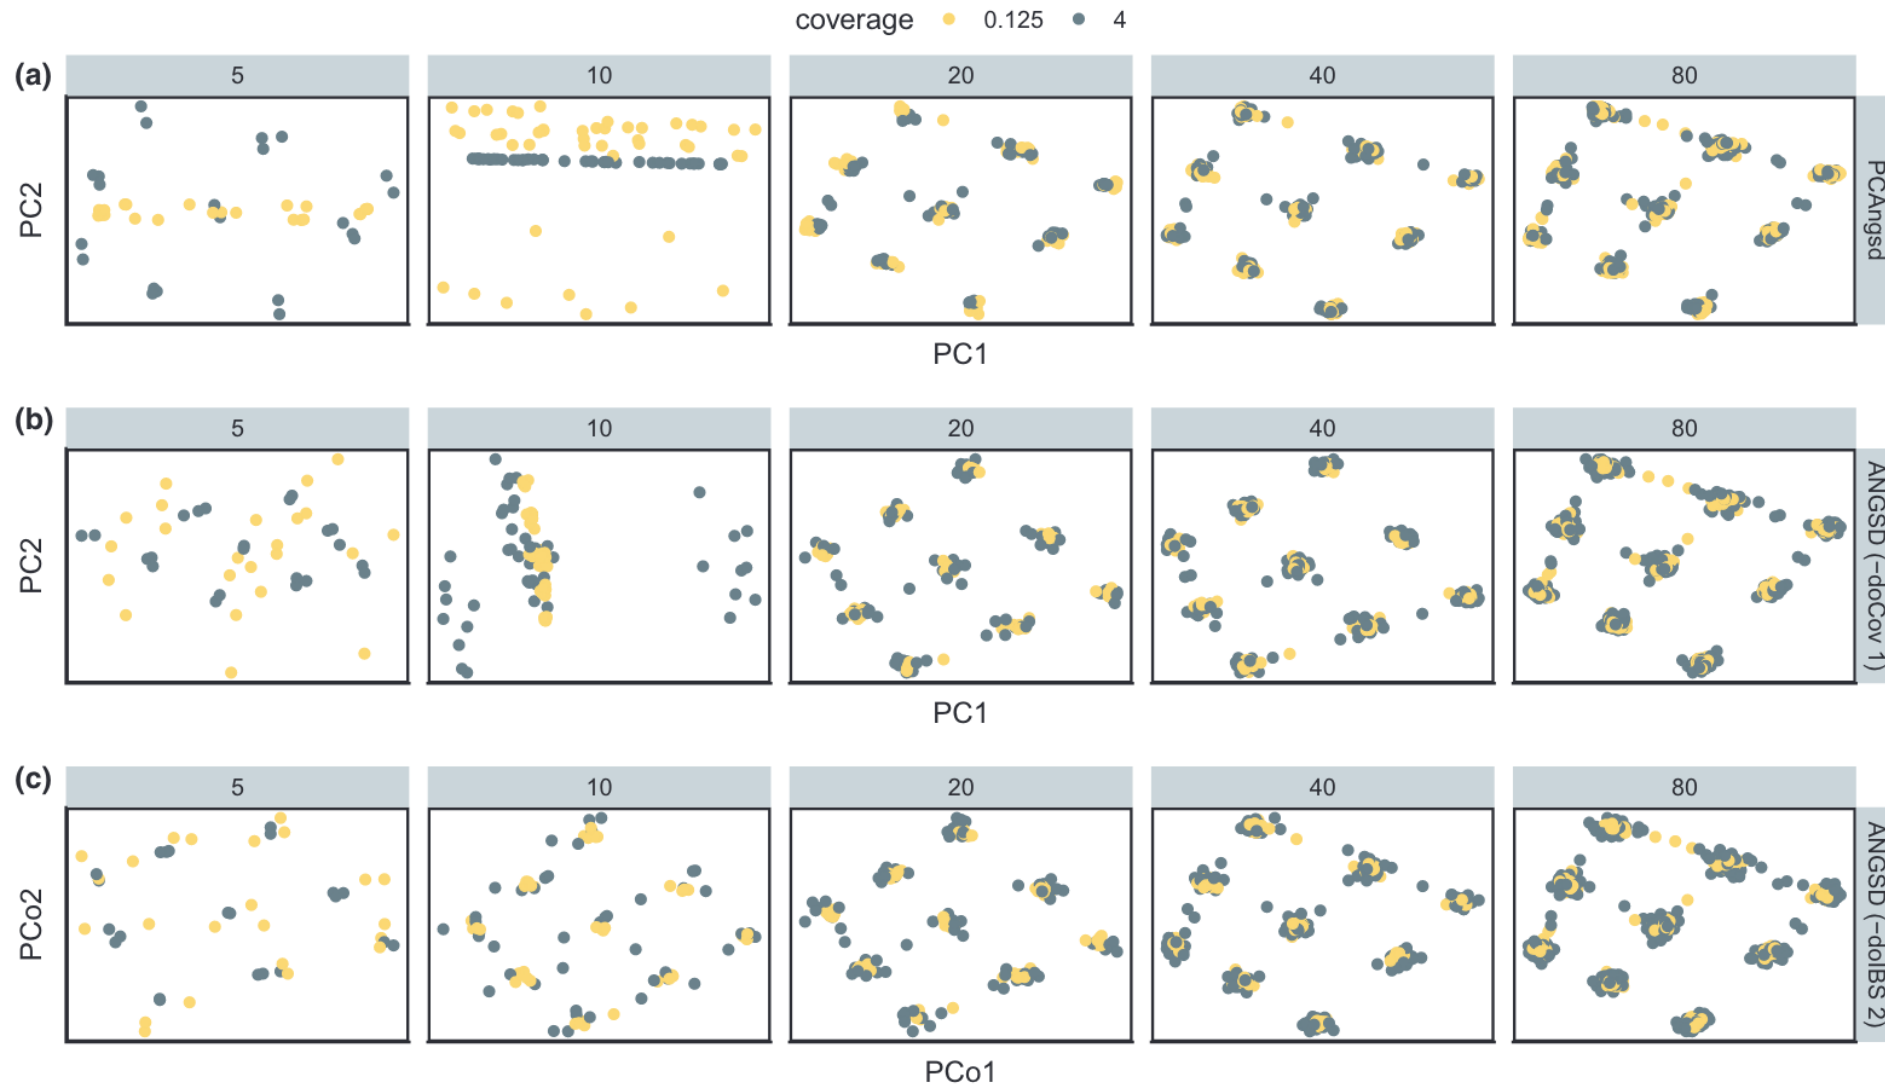 coverage 0.125 4
(a) 5 10 20 40 80
PC2
PCAngsd
PC1
(b) 5 10 20 40 80
PC2
ANGSD (−doCov 1)
PC1
(c) 5 10 20 40 80
PCo2
ANGSD (−doIBS 2)
PCo1